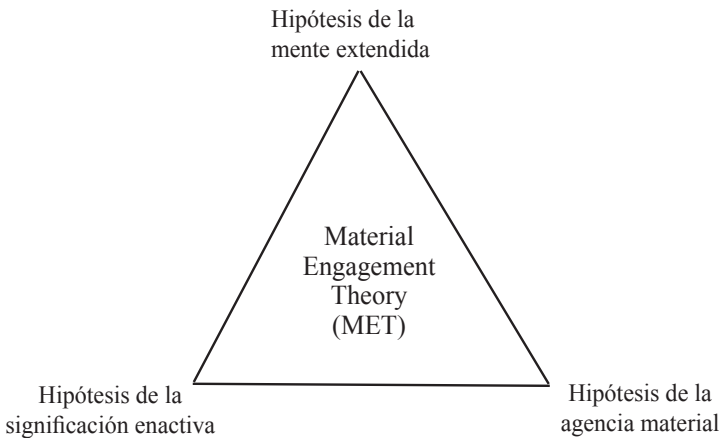 Hipótesis de la
mente extendida
Material
Engagement
Theory
(MET)
Hipótesis de la
significación enactiva
Hipótesis de la
agencia material